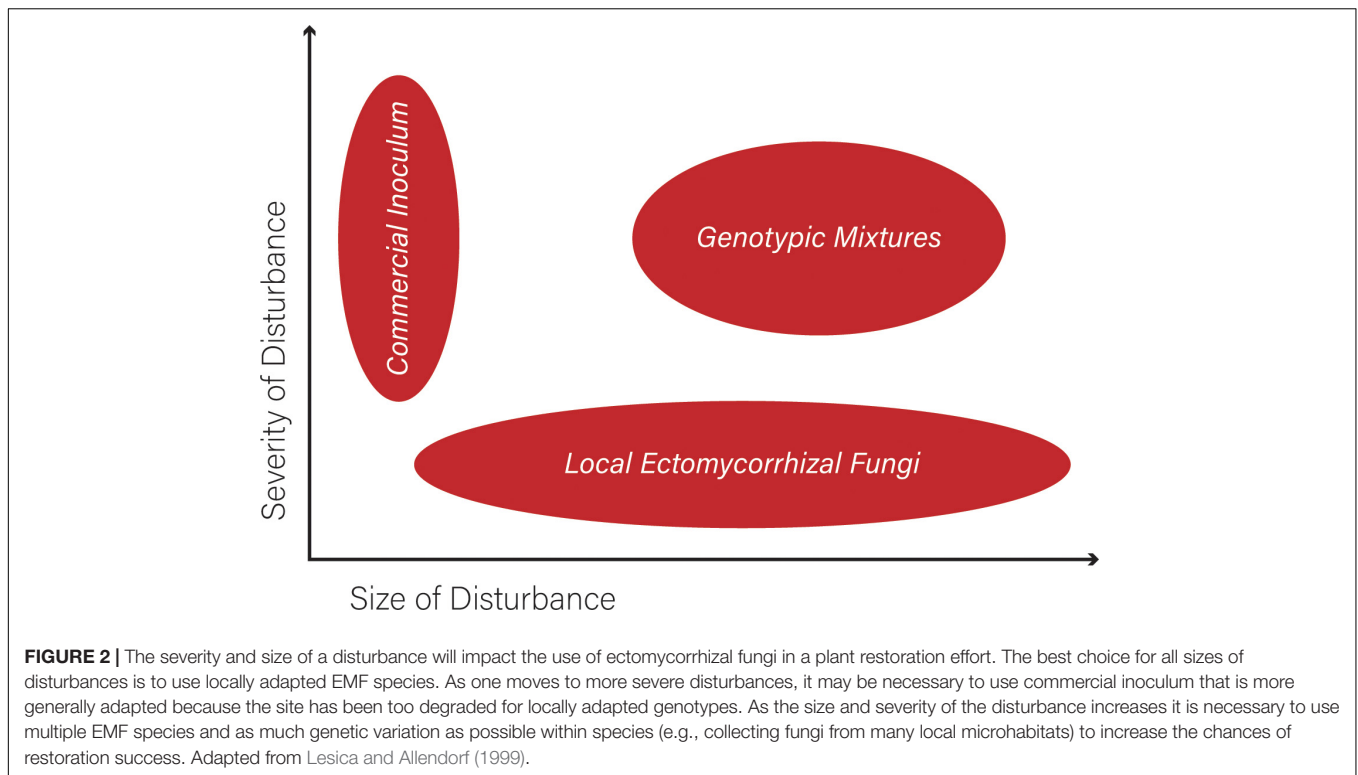 Severity of Disturbance
Commercial Inoculum
Genotypic Mixtures
Local Ectomycorrhizal Fungi
Size of Disturbance
FIGURE 2 | The severity and size of a disturbance will impact the use of ectomycorrhizal fungi in a plant restoration effort. The best choice for all sizes of
disturbances is to use locally adapted EMF species. As one moves to more severe disturbances, it may be necessary to use commercial inoculum that is more
generally adapted because the site has been too degraded for locally adapted genotypes. As the size and severity of the disturbance increases it is necessary to use
multiple EMF species and as much genetic variation as possible within species (e.g., collecting fungi from many local microhabitats) to increase the chances of
restoration success. Adapted from Lesica and Allendorf (1999).